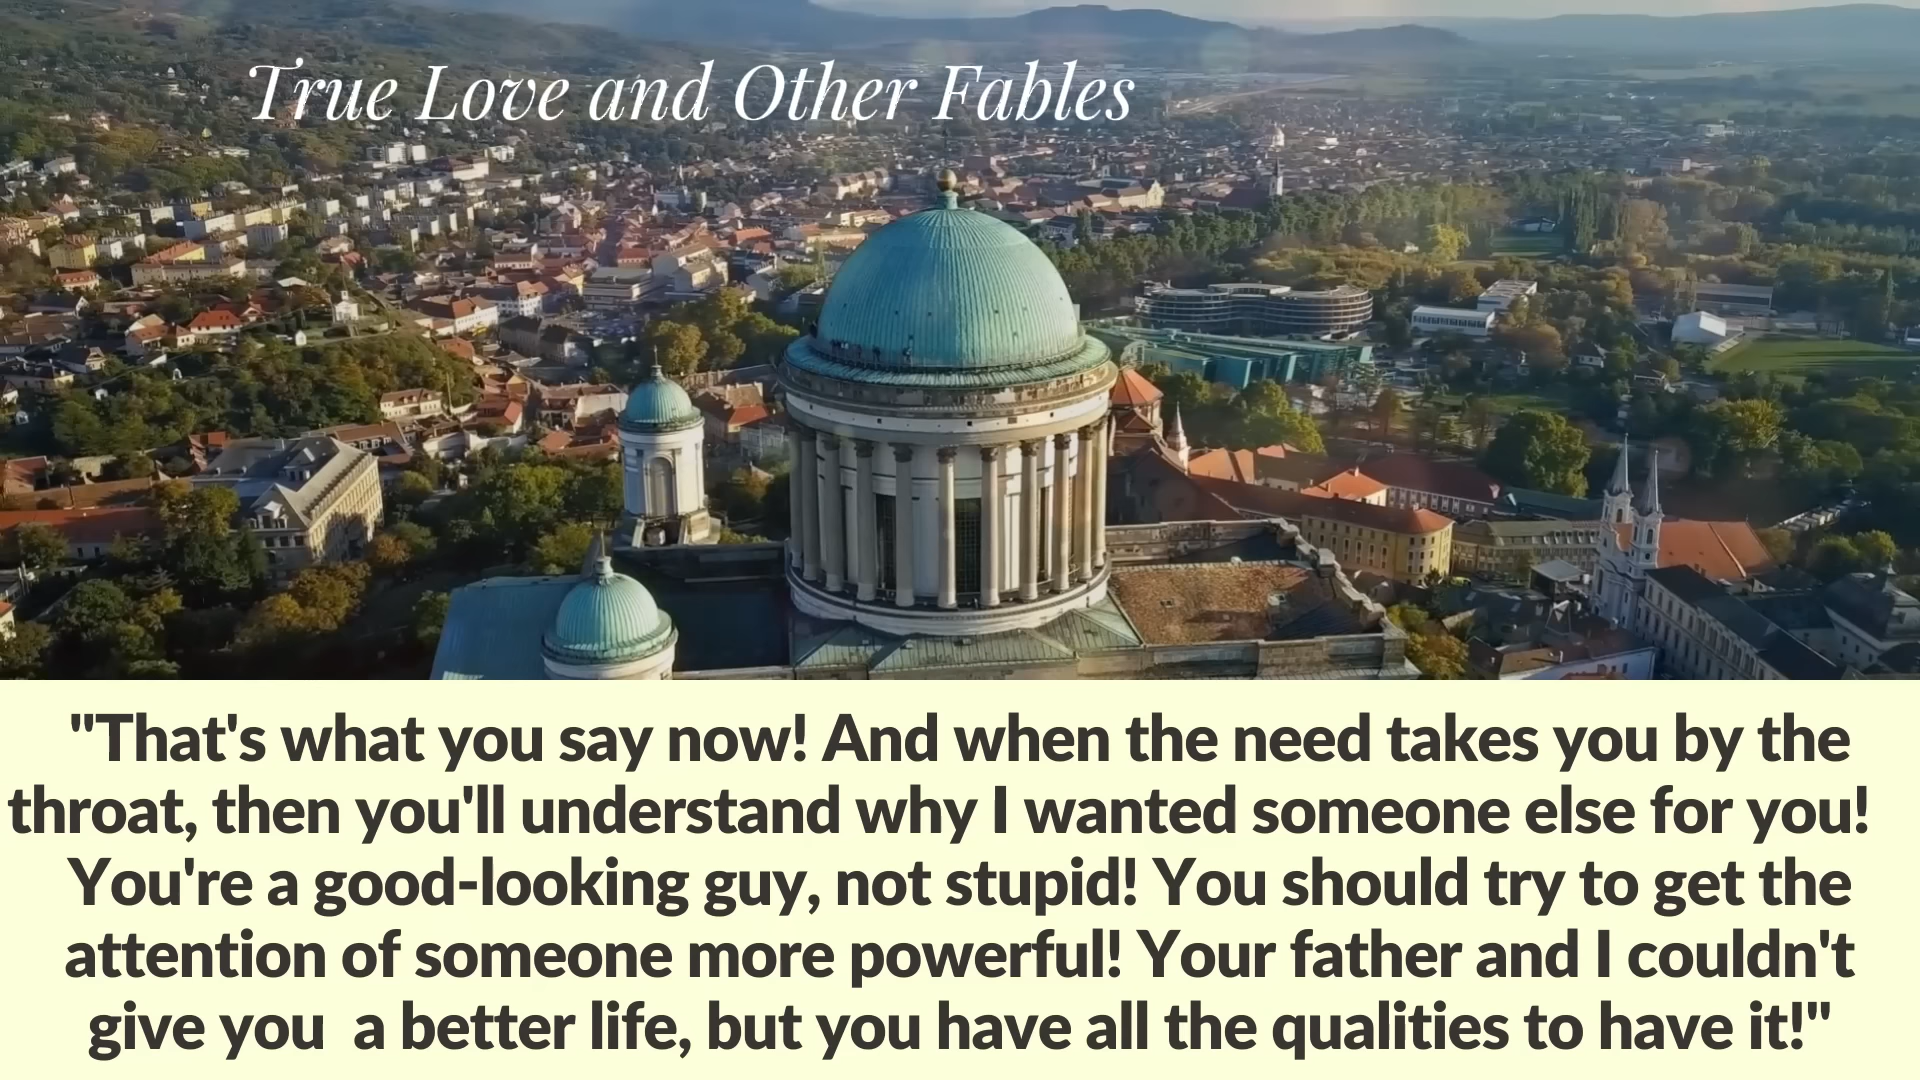 True Love and Other Fables
"That's what you say now! And when the need takes you by the
throat, then you'll understand why I wanted someone else for you!
You're a good-looking guy, not stupid! You should try to get the
attention of someone more powerful! Your father and I couldn't
give you  a better life, but you have all the qualities to have it!"